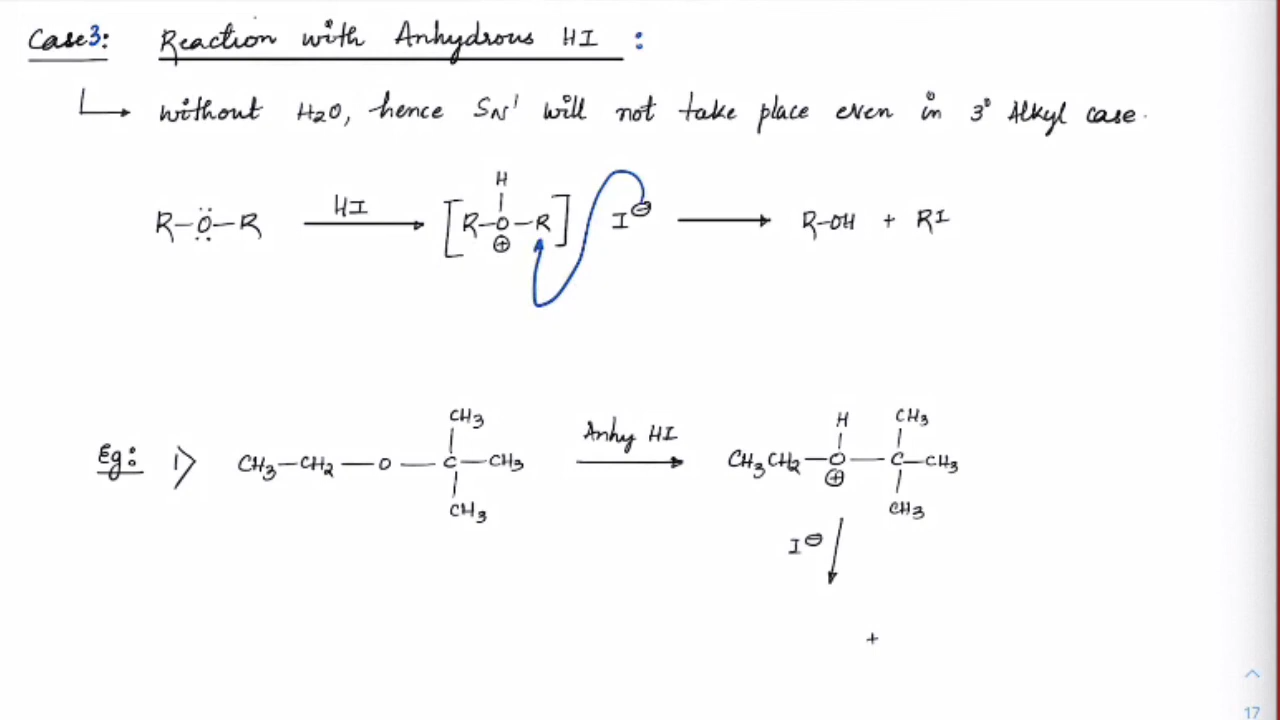 Case3: Reaction with Anhydrous HI :
without H2O, hence SN1 will not take place even in 3° Alkyl case.
H
R-Ö-R HI [R-O-R] I⊖ R-OH + RI
⊕
CH3 H CH3
Eg: 1) CH3-CH2-O-C-CH3 Anhy HI CH3CH2-O-C-CH3
⊕
CH3 CH3
I⊖
+
17